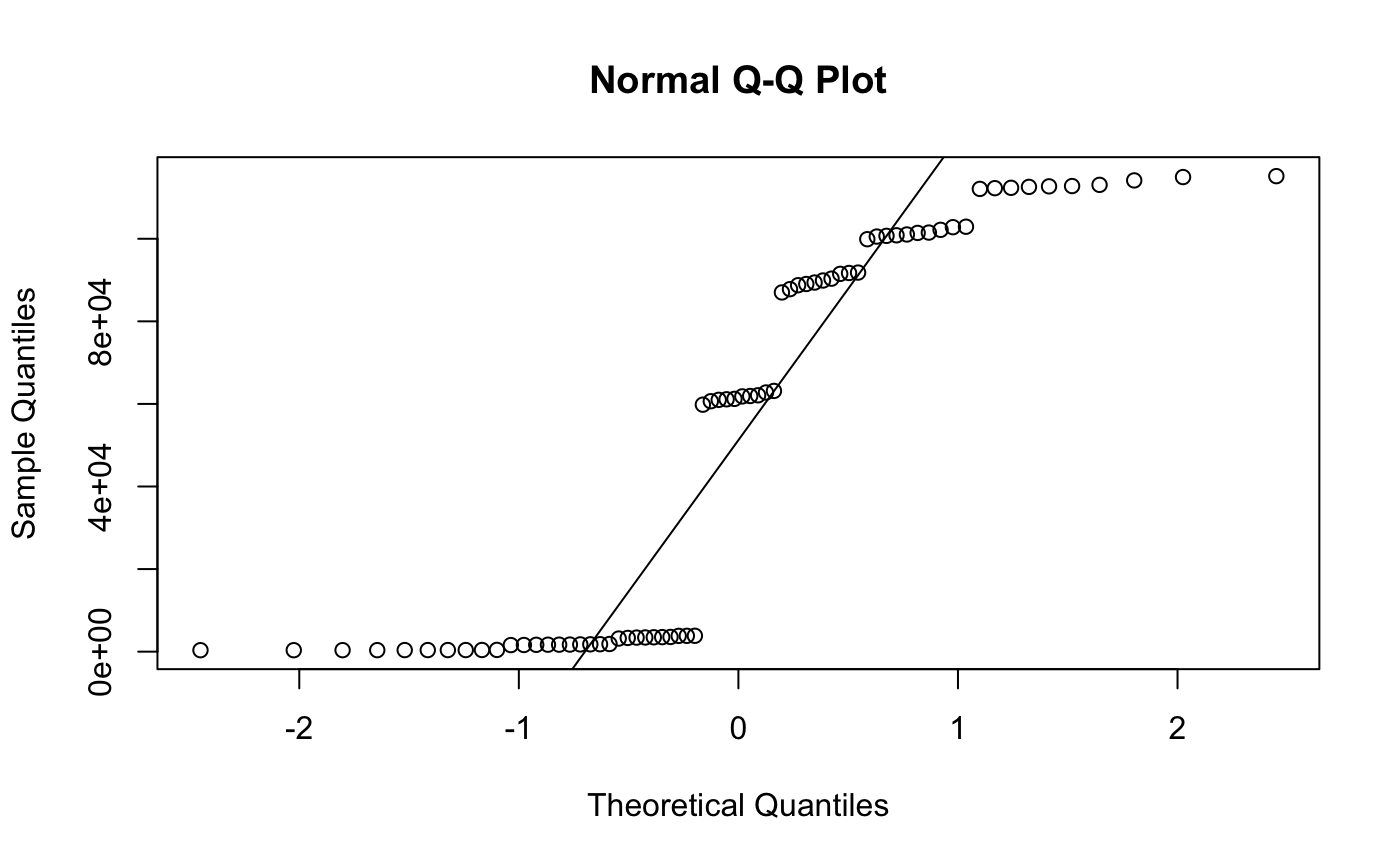 Normal Q-Q Plot
Sample Quantiles
8e+04
4e+04
0e+00
-2 -1 0 1 2
Theoretical Quantiles